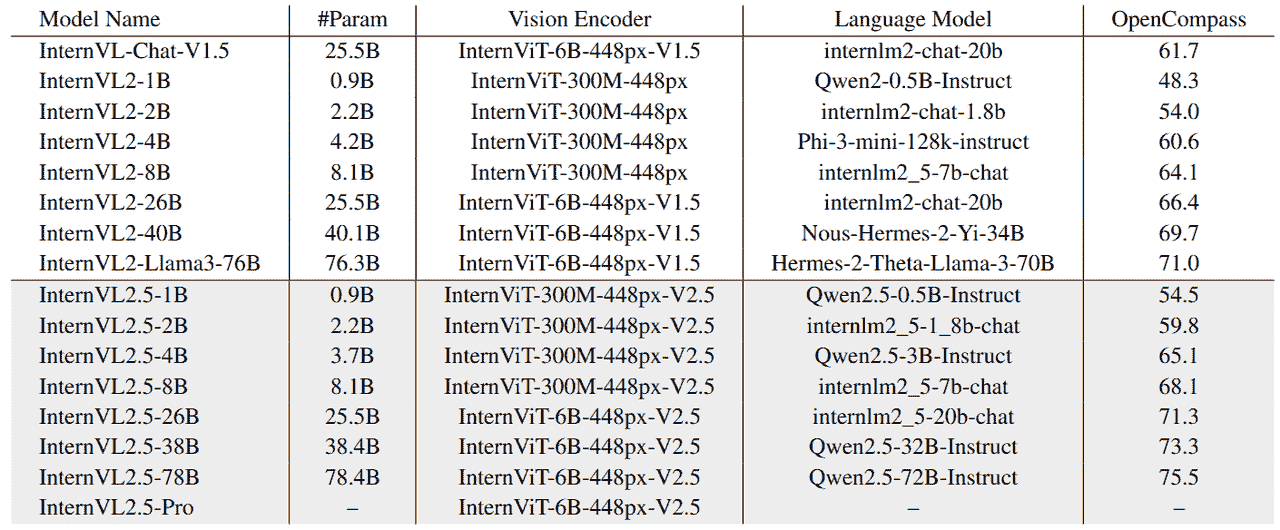 Model Name #Param Vision Encoder Language Model OpenCompass
InternVL-Chat-V1.5 25.5B InternViT-6B-448px-V1.5 internlm2-chat-20b 61.7
InternVL2-1B 0.9B InternViT-300M-448px Qwen2-0.5B-Instruct 48.3
InternVL2-2B 2.2B InternViT-300M-448px internlm2-chat-1.8b 54.0
InternVL2-4B 4.2B InternViT-300M-448px Phi-3-mini-128k-instruct 60.6
InternVL2-8B 8.1B InternViT-300M-448px internlm2_5-7b-chat 64.1
InternVL2-26B 25.5B InternViT-6B-448px-V1.5 internlm2-chat-20b 66.4
InternVL2-40B 40.1B InternViT-6B-448px-V1.5 Nous-Hermes-2-Yi-34B 69.7
InternVL2-Llama3-76B 76.3B InternViT-6B-448px-V1.5 Hermes-2-Theta-Llama-3-70B 71.0
InternVL2.5-1B 0.9B InternViT-300M-448px-V2.5 Qwen2.5-0.5B-Instruct 54.5
InternVL2.5-2B 2.2B InternViT-300M-448px-V2.5 internlm2_5-1_8b-chat 59.8
InternVL2.5-4B 3.7B InternViT-300M-448px-V2.5 Qwen2.5-3B-Instruct 65.1
InternVL2.5-8B 8.1B InternViT-300M-448px-V2.5 internlm2_5-7b-chat 68.1
InternVL2.5-26B 25.5B InternViT-6B-448px-V2.5 internlm2_5-20b-chat 71.3
InternVL2.5-38B 38.4B InternViT-6B-448px-V2.5 Qwen2.5-32B-Instruct 73.3
InternVL2.5-78B 78.4B InternViT-6B-448px-V2.5 Qwen2.5-72B-Instruct 75.5
InternVL2.5-Pro – InternViT-6B-448px-V2.5 – –